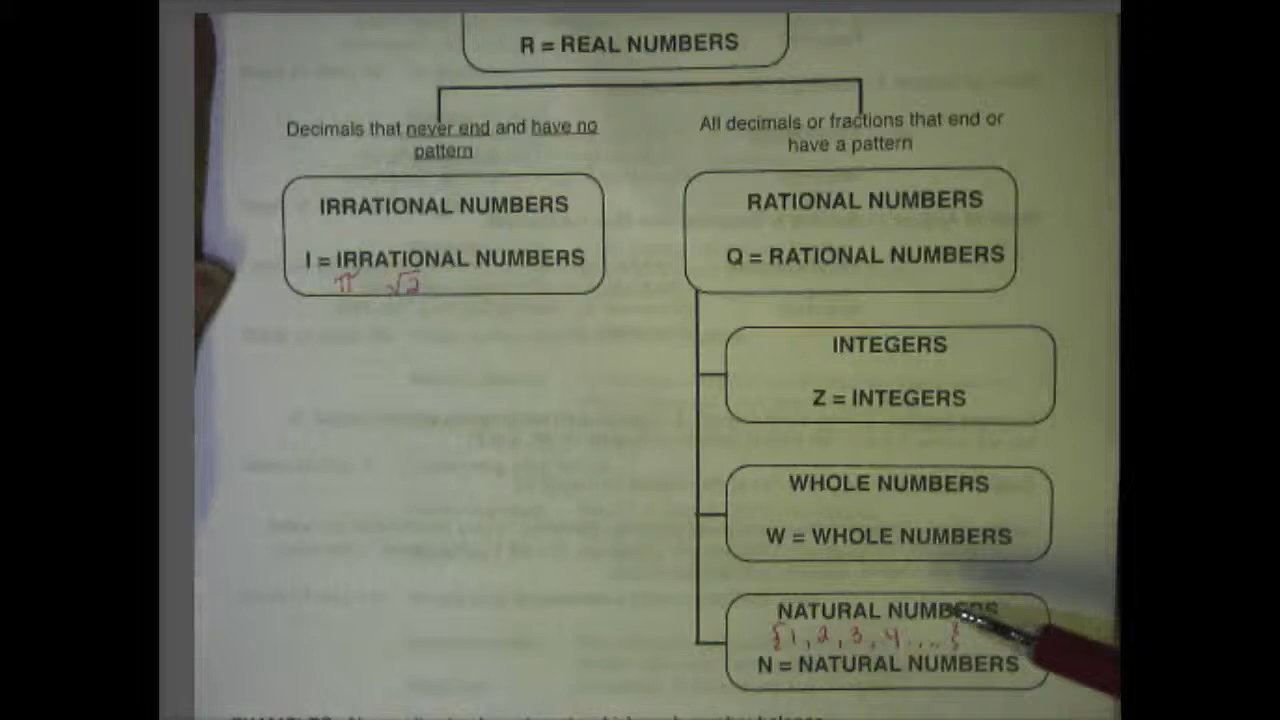 R = REAL NUMBERS
Decimals that never end and have no
pattern
IRRATIONAL NUMBERS
I = IRRATIONAL NUMBERS
π √2
All decimals or fractions that end or
have a pattern
RATIONAL NUMBERS
Q = RATIONAL NUMBERS
INTEGERS
Z = INTEGERS
WHOLE NUMBERS
W = WHOLE NUMBERS
NATURAL NUMBERS
{1, 2, 3, 4, ...}
N = NATURAL NUMBERS